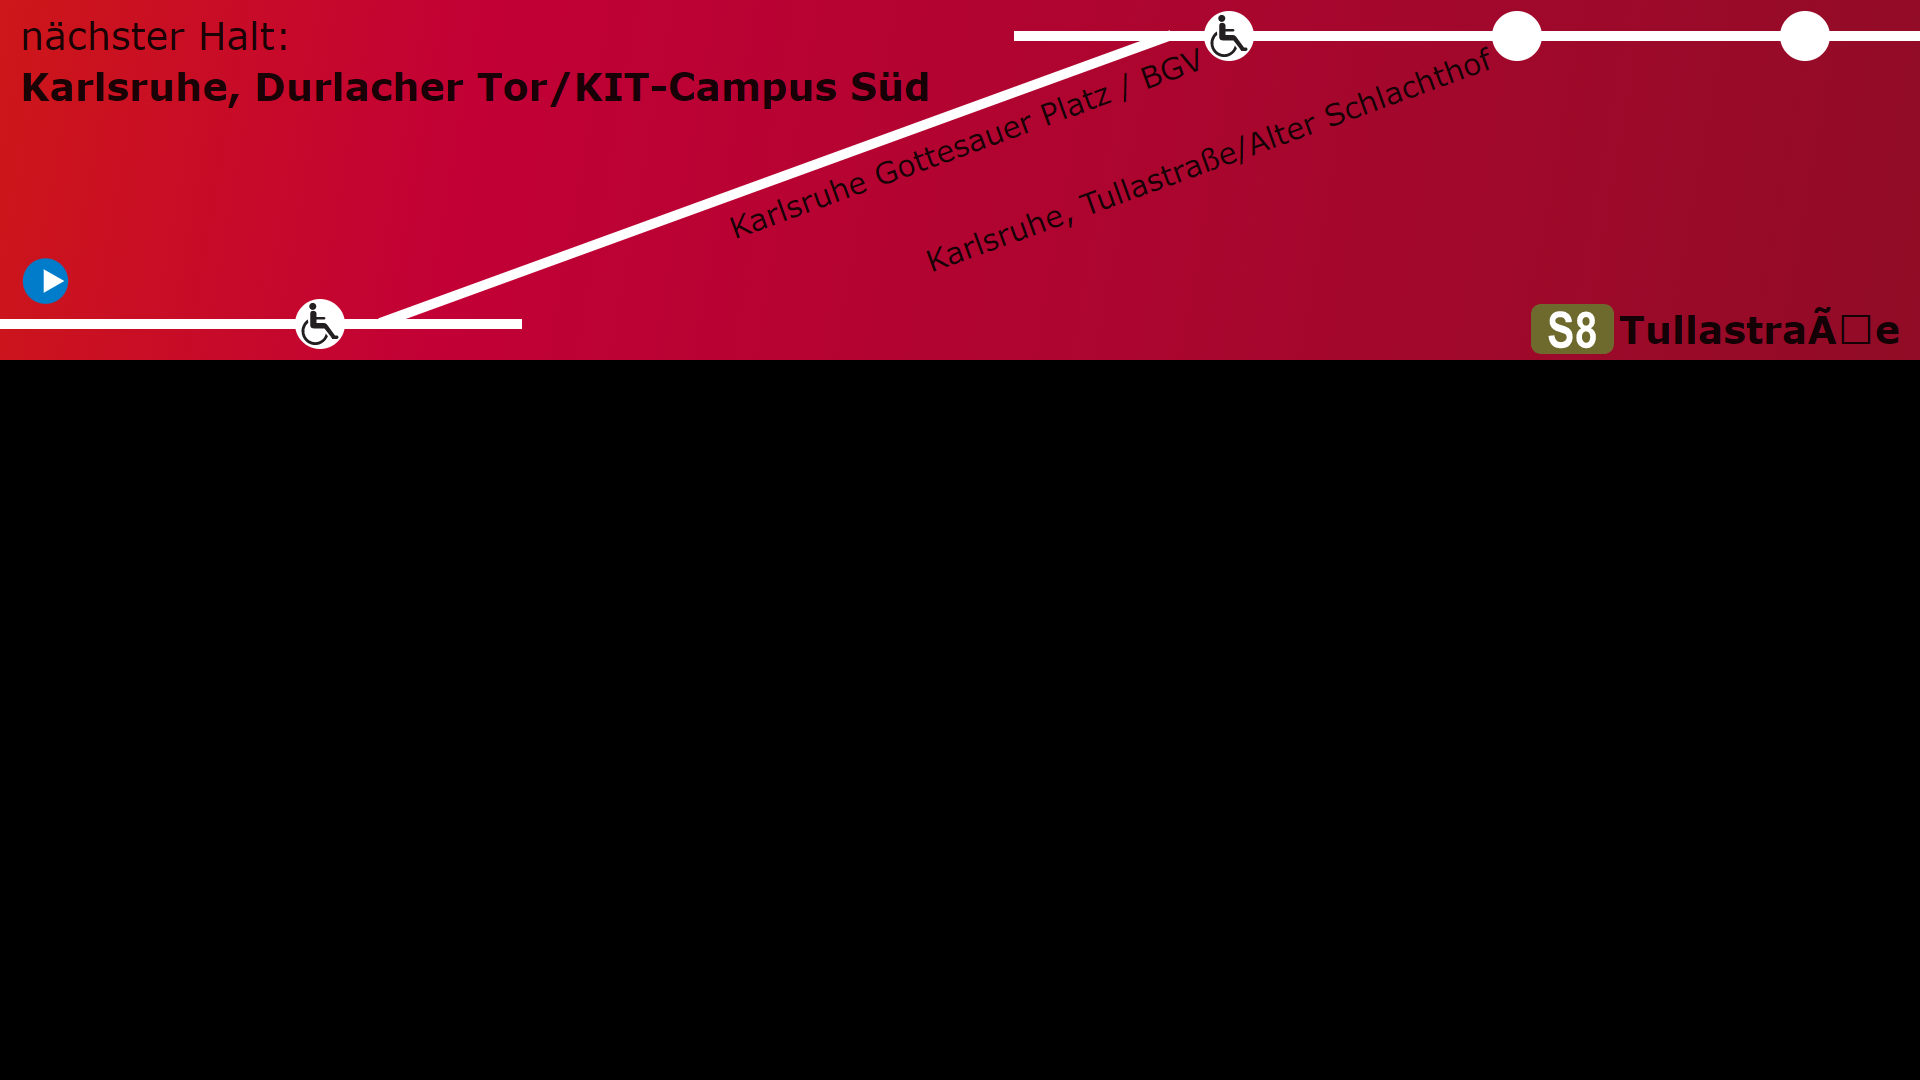 nächster Halt:
Karlsruhe, Durlacher Tor/KIT-Campus Süd
Karlsruhe Gottesauer Platz / BGV
Karlsruhe, Tullastraße/Alter Schlachthof
S8 TullastraÃ□e